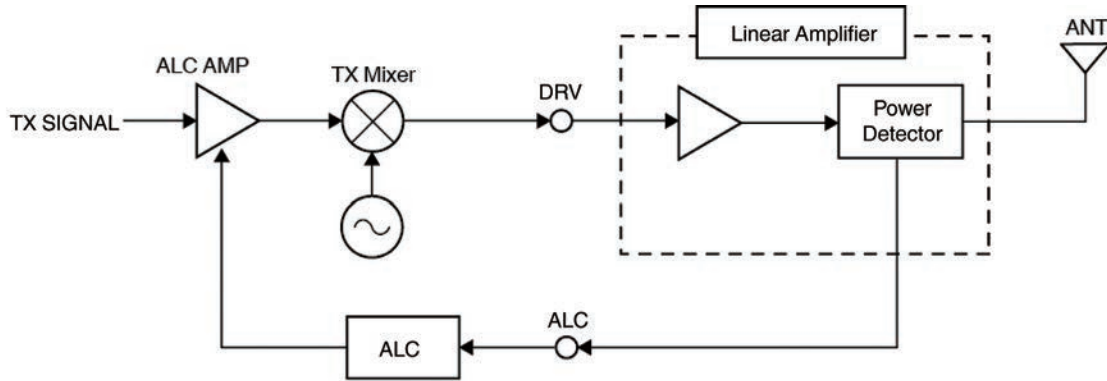 Linear Amplifier
ANT
ALC AMP
TX Mixer
DRV
Power
Detector
TX SIGNAL
ALC
ALC